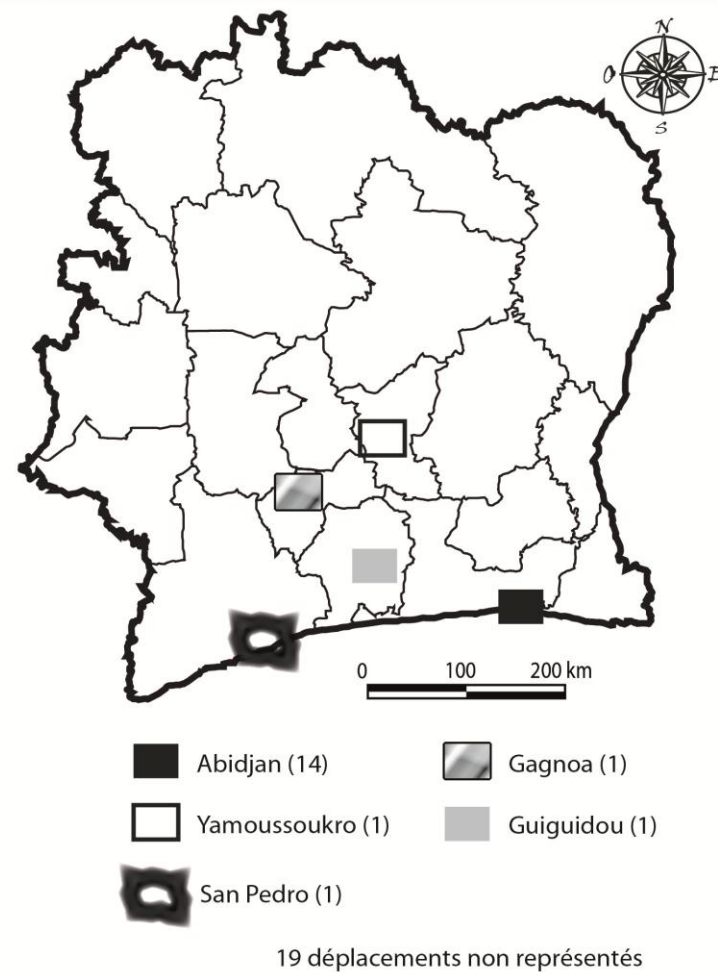 N
O E
S
0 100 200 km
Abidjan (14) Gagnoa (1)
Yamoussoukro (1) Guiguidou (1)
San Pedro (1)
19 déplacements non représentés